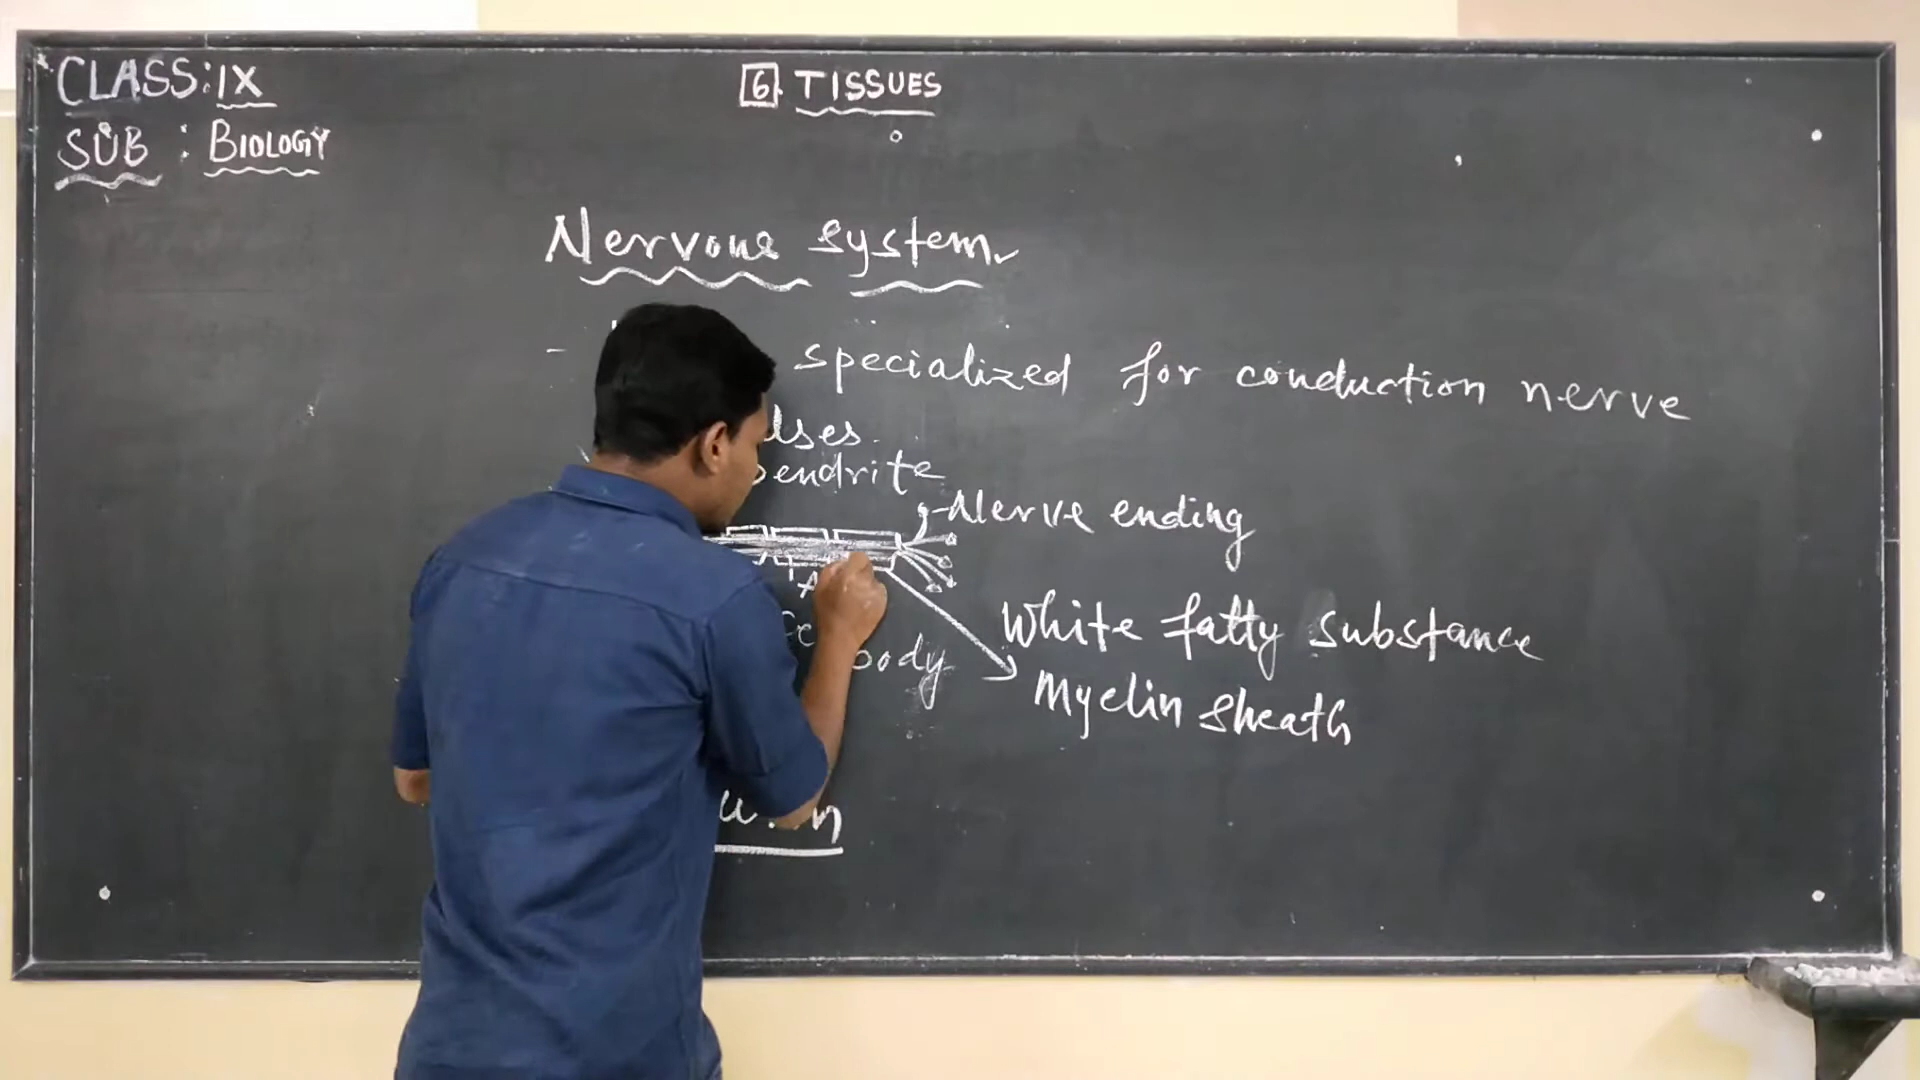 CLASS: IX
6. TISSUES
SUB : BIOLOGY
Nervous system
- specialized for conduction nerve
Dendrite
Nerve ending
White fatty substance
body
Myelin sheath